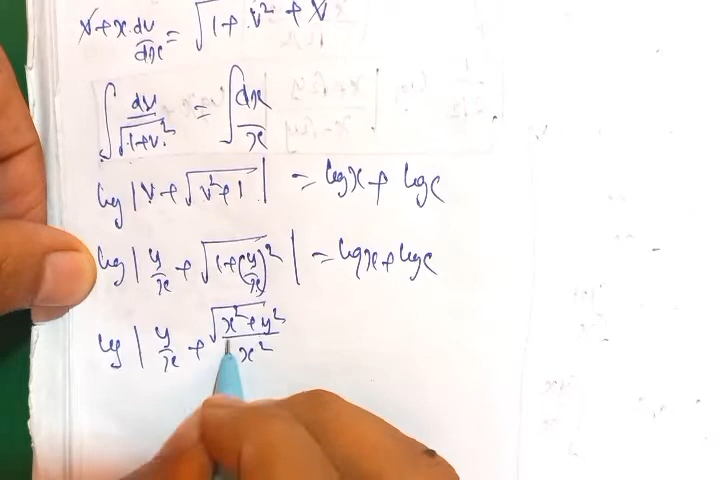 v + x dv/dx = √(1 + v²) + v
∫ dv/√(1+v²) = ∫ dx/x
log | v + √(v² + 1) | = log x + log c
log | y/x + √(1 + (y/x)²) | = log x + log c
log | y/x + √(x² + y²)/x²